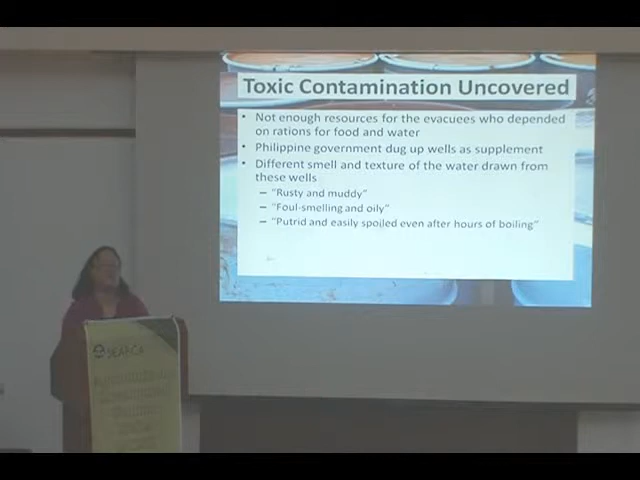 Toxic Contamination Uncovered
• Not enough resources for the evacuees who depended
on rations for food and water
• Philippine government dug up wells as supplement
• Different smell and texture of the water drawn from
these wells
– "Rusty and muddy"
– "Foul-smelling and oily"
– "Putrid and easily spoiled even after hours of boiling"
SEARCA